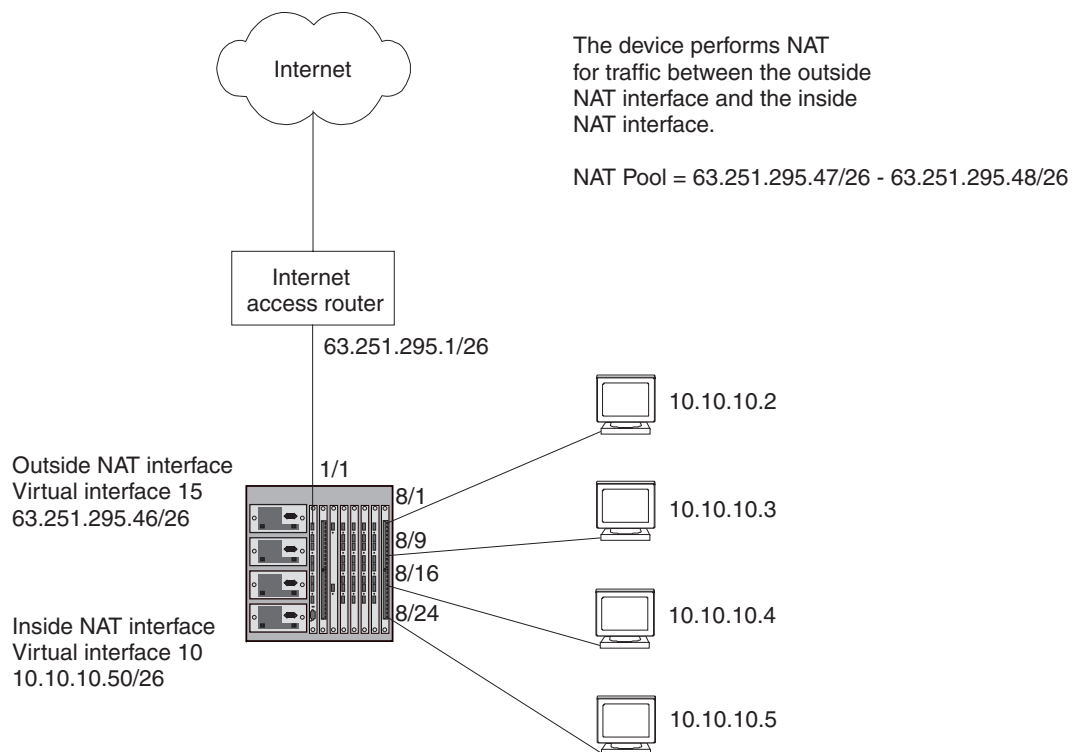 Internet
The device performs NAT
for traffic between the outside
NAT interface and the inside
NAT interface.
NAT Pool = 63.251.295.47/26 - 63.251.295.48/26
Internet
access router
63.251.295.1/26
10.10.10.2
Outside NAT interface
Virtual interface 15
63.251.295.46/26
1/1
8/1
10.10.10.3
8/9
8/16
8/24
10.10.10.4
Inside NAT interface
Virtual interface 10
10.10.10.50/26
10.10.10.5